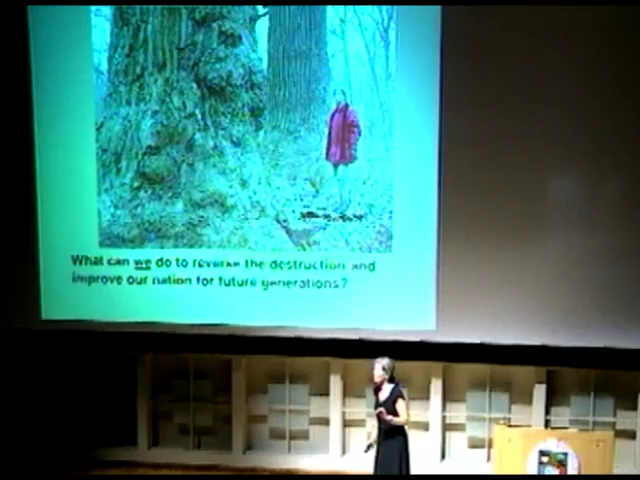 What can we do to reverse the destruction and
improve our nation for future generations?